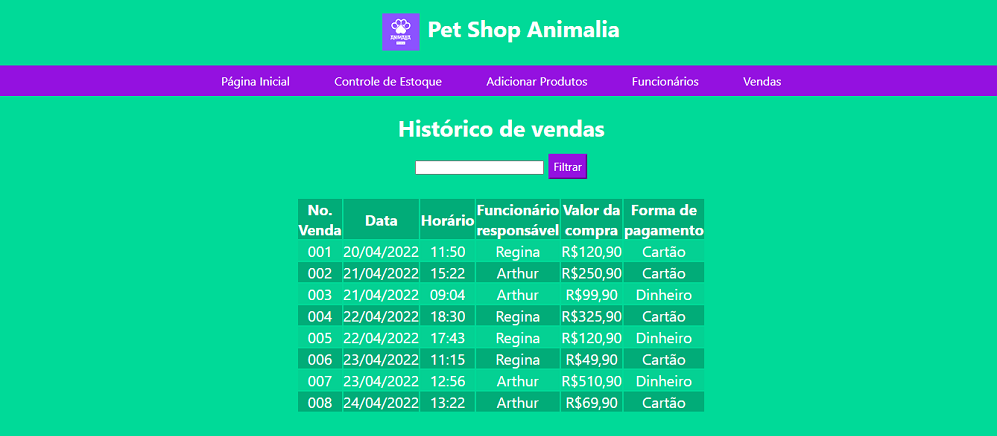 ANIMALIA
Pet Shop Animalia
Página Inicial Controle de Estoque Adicionar Produtos Funcionários Vendas
Histórico de vendas
Filtrar
No. Venda Data Horário Funcionário responsável Valor da compra Forma de pagamento
001 20/04/2022 11:50 Regina R$120,90 Cartão
002 21/04/2022 15:22 Arthur R$250,90 Cartão
003 21/04/2022 09:04 Arthur R$99,90 Dinheiro
004 22/04/2022 18:30 Regina R$325,90 Cartão
005 22/04/2022 17:43 Regina R$120,90 Dinheiro
006 23/04/2022 11:15 Regina R$49,90 Cartão
007 23/04/2022 12:56 Arthur R$510,90 Dinheiro
008 24/04/2022 13:22 Arthur R$69,90 Cartão